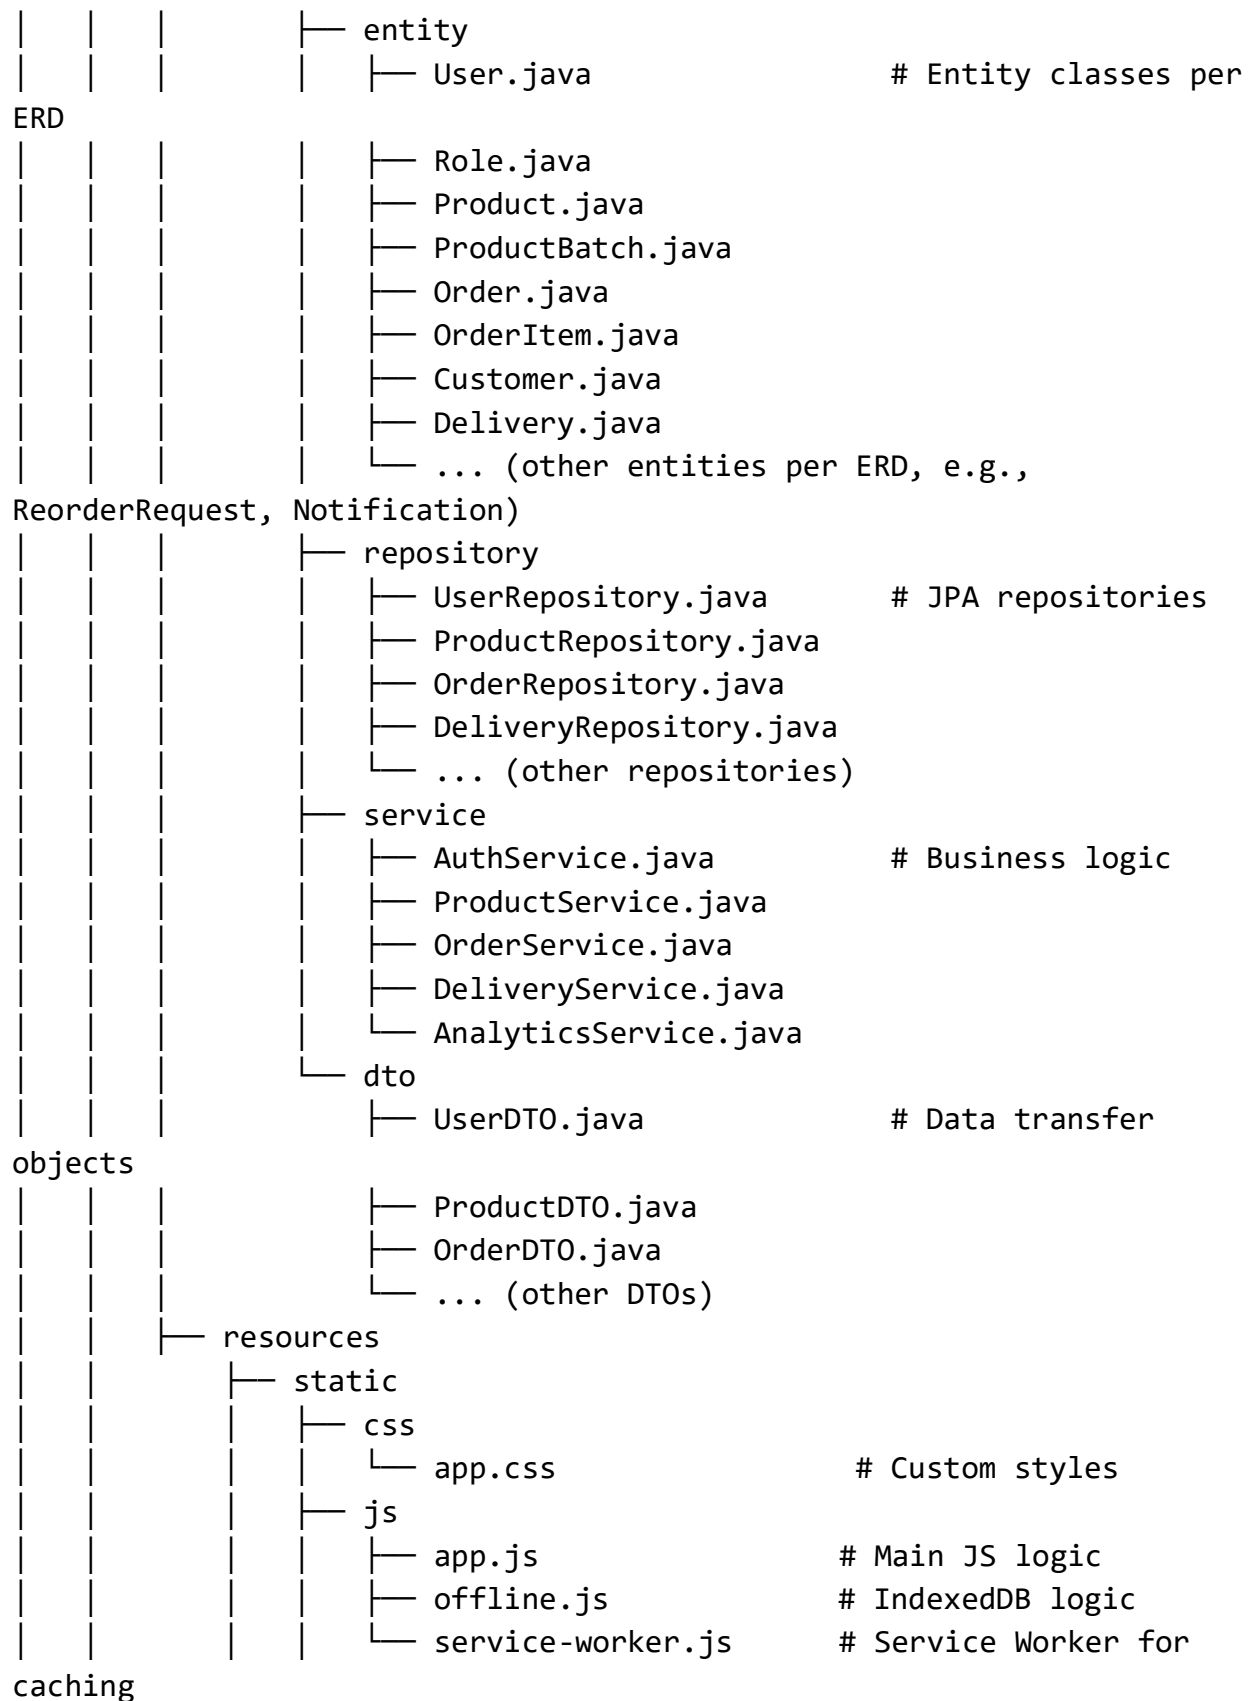 │   │   │       ├── entity
│   │   │       │   ├── User.java             # Entity classes per
ERD
│   │   │       │   ├── Role.java
│   │   │       │   ├── Product.java
│   │   │       │   ├── ProductBatch.java
│   │   │       │   ├── Order.java
│   │   │       │   ├── OrderItem.java
│   │   │       │   ├── Customer.java
│   │   │       │   ├── Delivery.java
│   │   │       │   └── ... (other entities per ERD, e.g.,
ReorderRequest, Notification)
│   │   │       ├── repository
│   │   │       │   ├── UserRepository.java   # JPA repositories
│   │   │       │   ├── ProductRepository.java
│   │   │       │   ├── OrderRepository.java
│   │   │       │   ├── DeliveryRepository.java
│   │   │       │   └── ... (other repositories)
│   │   │       ├── service
│   │   │       │   ├── AuthService.java      # Business logic
│   │   │       │   ├── ProductService.java
│   │   │       │   ├── OrderService.java
│   │   │       │   ├── DeliveryService.java
│   │   │       │   └── AnalyticsService.java
│   │   │       └── dto
│   │   │           ├── UserDTO.java          # Data transfer
objects
│   │   │           ├── ProductDTO.java
│   │   │           ├── OrderDTO.java
│   │   │           └── ... (other DTOs)
│   │   ├── resources
│   │       ├── static
│   │       │   ├── css
│   │       │   │   └── app.css              # Custom styles
│   │       │   ├── js
│   │       │   │   ├── app.js              # Main JS logic
│   │       │   │   ├── offline.js          # IndexedDB logic
│   │       │   │   └── service-worker.js   # Service Worker for
caching